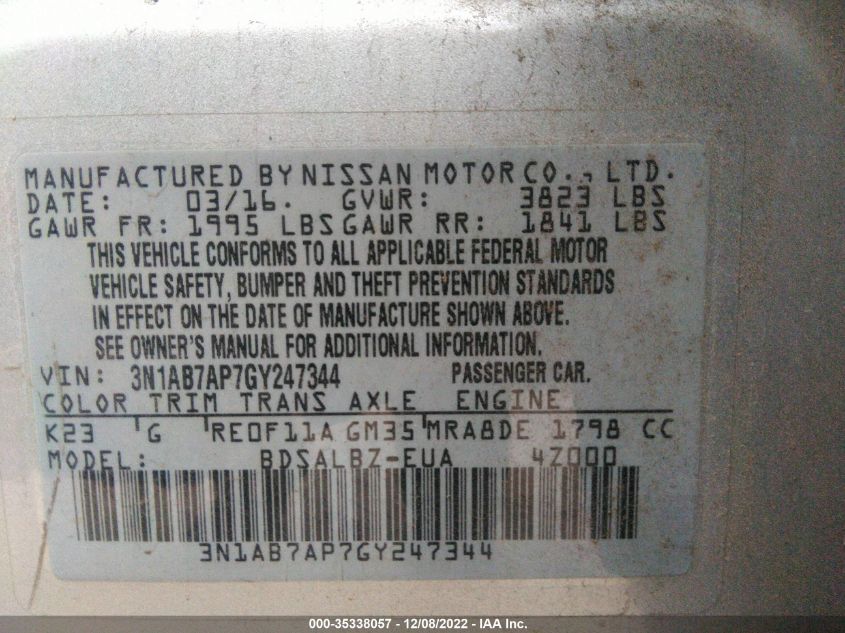 MANUFACTURED BY NISSAN MOTOR CO., LTD.
DATE: 03/16. GVWR: 3823 LBS
GAWR FR: 1995 LBS GAWR RR: 1841 LBS
THIS VEHICLE CONFORMS TO ALL APPLICABLE FEDERAL MOTOR
VEHICLE SAFETY, BUMPER AND THEFT PREVENTION STANDARDS
IN EFFECT ON THE DATE OF MANUFACTURE SHOWN ABOVE.
SEE OWNER'S MANUAL FOR ADDITIONAL INFORMATION.
VIN: 3N1AB7AP7GY247344 PASSENGER CAR.
COLOR TRIM TRANS AXLE ENGINE
K23 G RE0F11A GM35 MRA8DE 1798 CC
MODEL: BDSALBZ-EUA 4Z000
3N1AB7AP7GY247344
000-35338057 - 12/08/2022 - IAA Inc.